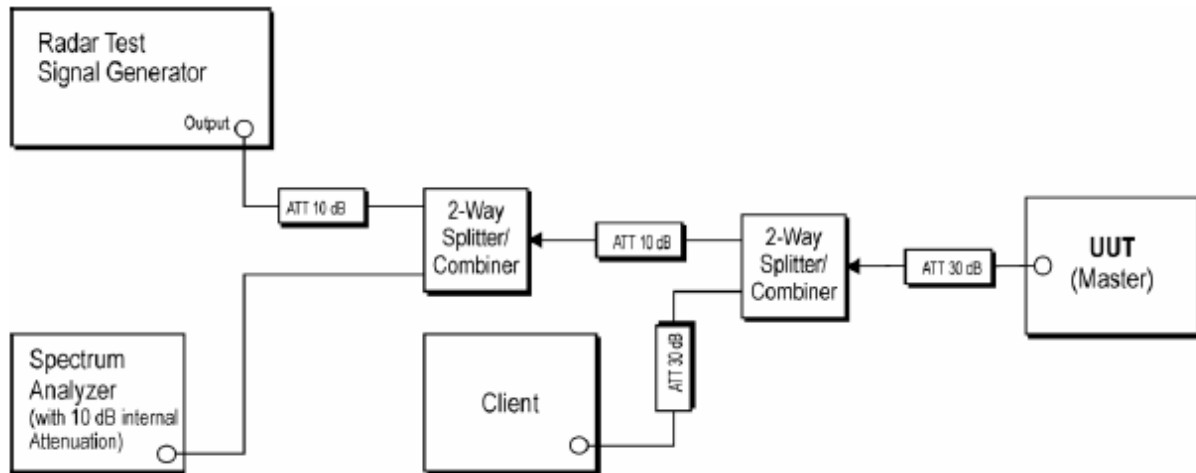 Radar Test
Signal Generator
Output
ATT 10 dB
2-Way
Splitter/
Combiner
ATT 10 dB
2-Way
Splitter/
Combiner
ATT 30 dB
UUT
(Master)
Spectrum
Analyzer
(with 10 dB internal
Attenuation)
Client
ATT 30 dB